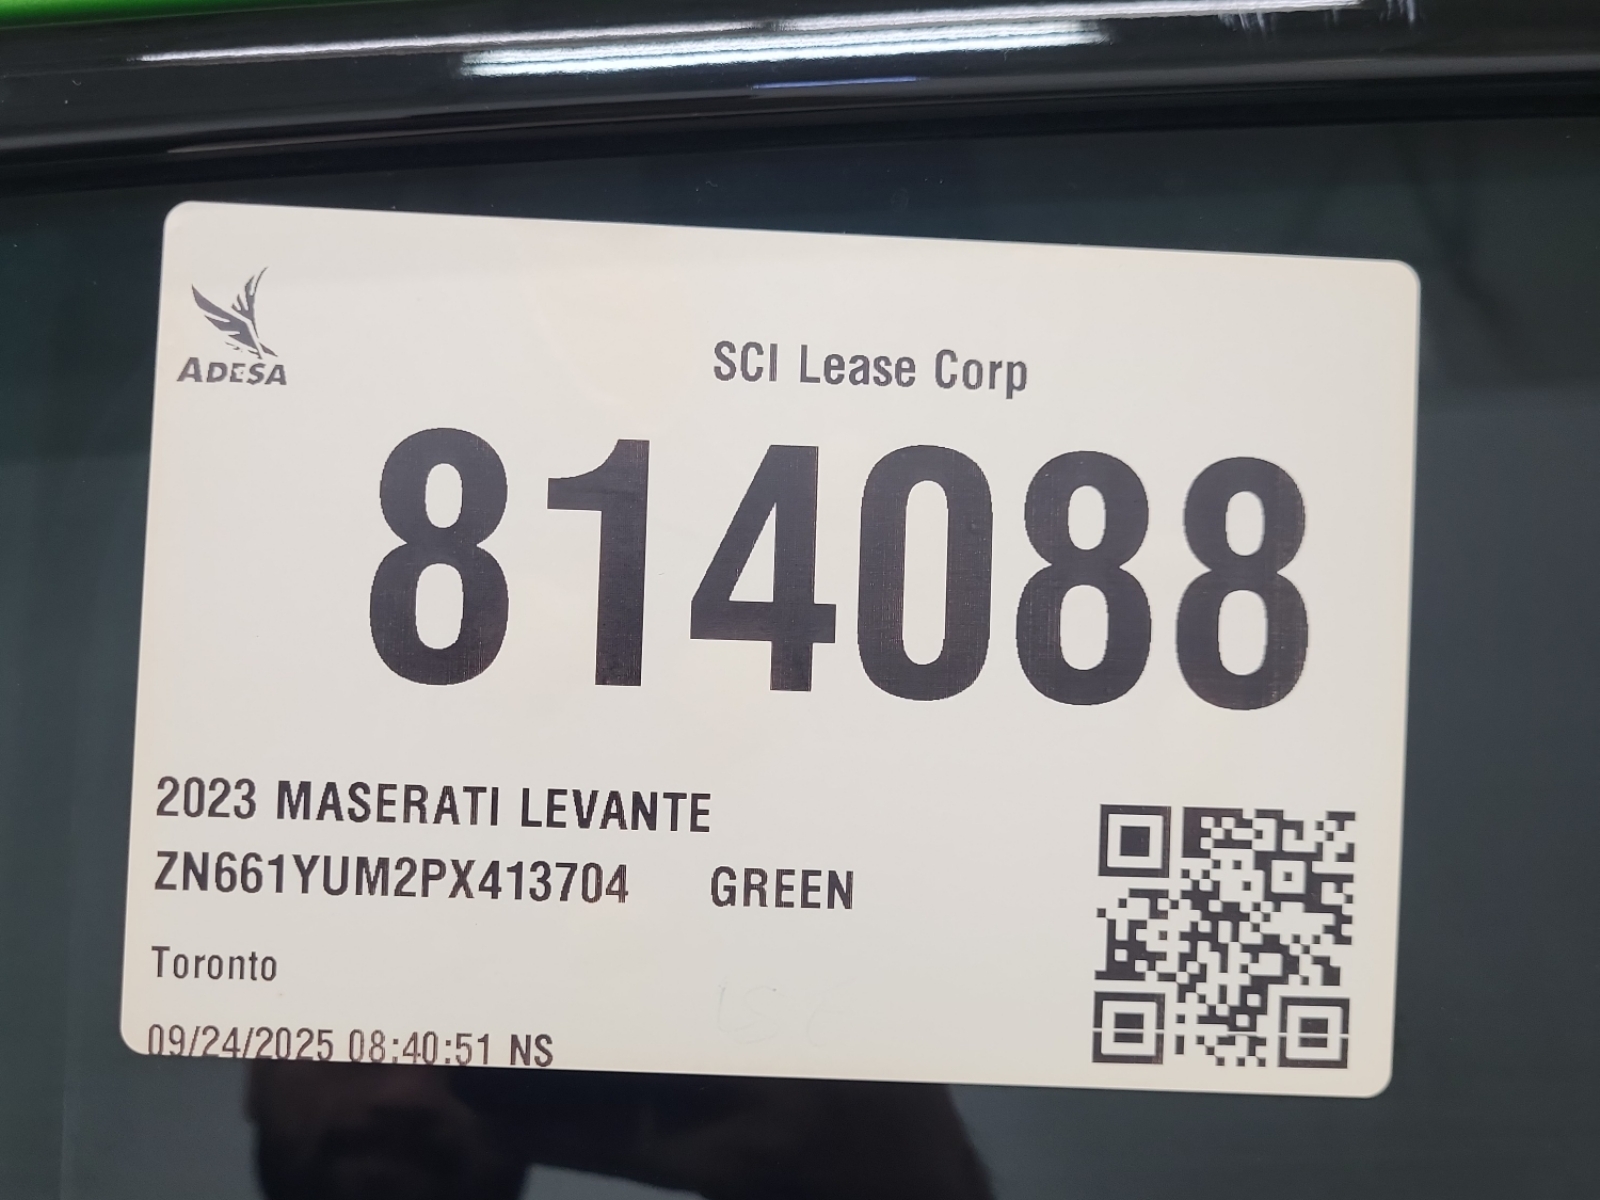 ADESA
SCI Lease Corp
814088
2023 MASERATI LEVANTE
ZN661YUM2PX413704 GREEN
Toronto
09/24/2025 08:40:51 NS